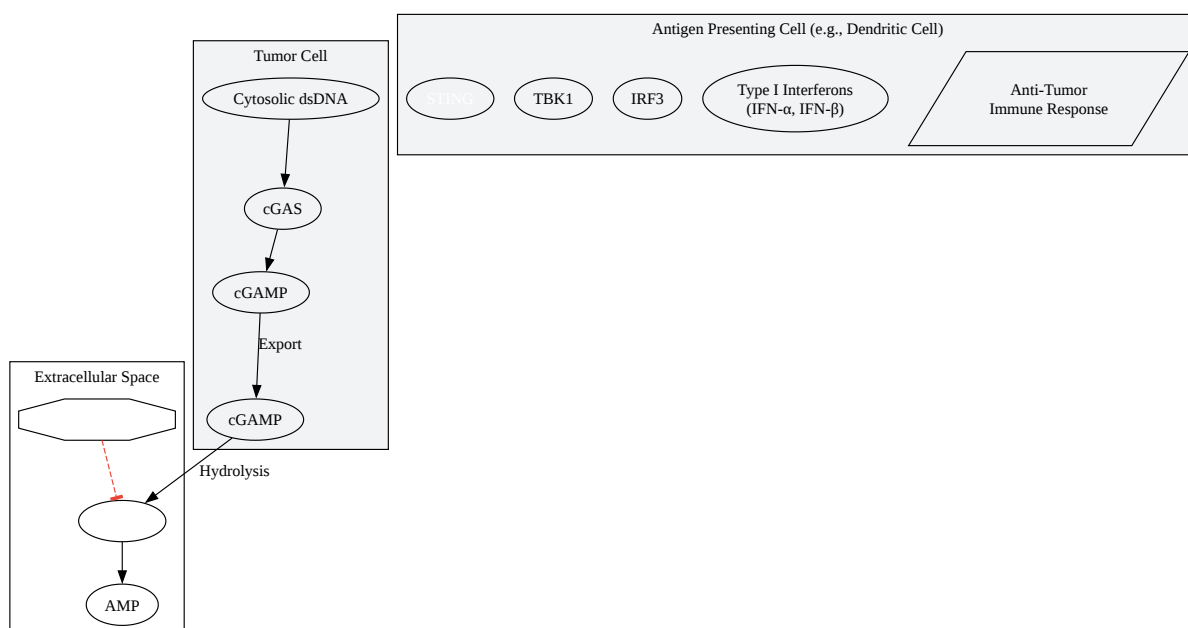 Antigen Presenting Cell (e.g., Dendritic Cell)
Tumor Cell
Cytosolic dsDNA
STING
TBK1
IRF3
Type I Interferons
(IFN-α, IFN-β)
Anti-Tumor
Immune Response
cGAS
cGAMP
Export
Extracellular Space
cGAMP
Hydrolysis
AMP